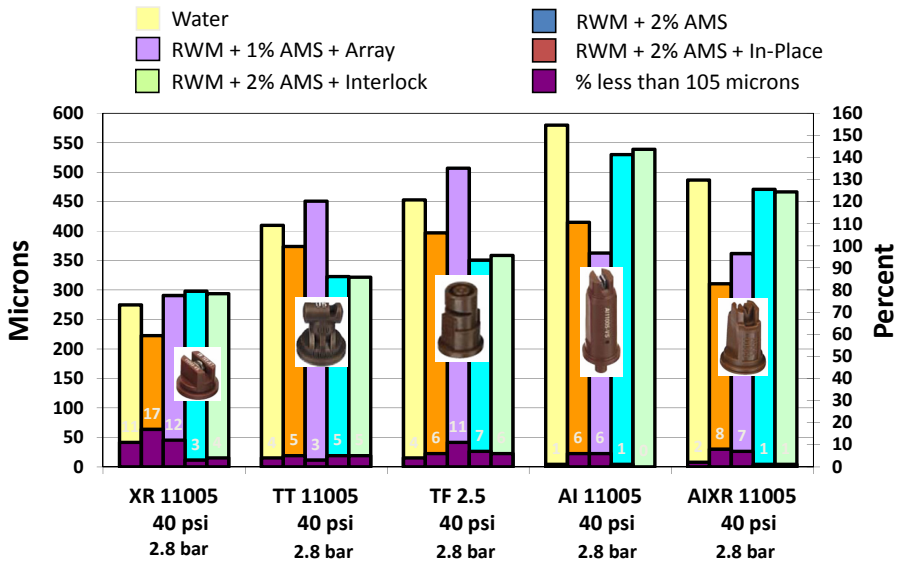 Water
RWM + 2% AMS
RWM + 1% AMS + Array
RWM + 2% AMS + In-Place
RWM + 2% AMS + Interlock
% less than 105 microns
Microns
600
550
500
450
400
350
300
250
200
150
100
50
0
160
150
140
130
120
110
100
90
80
70
60
50
40
30
20
10
0
Percent
11 17 12 3
4 5 3 5
4 6 11 7
1 6 6 1
2 8 7 1
XR 11005
40 psi
2.8 bar
TT 11005
40 psi
2.8 bar
TF 2.5
40 psi
2.8 bar
AI 11005
40 psi
2.8 bar
AIXR 11005
40 psi
2.8 bar